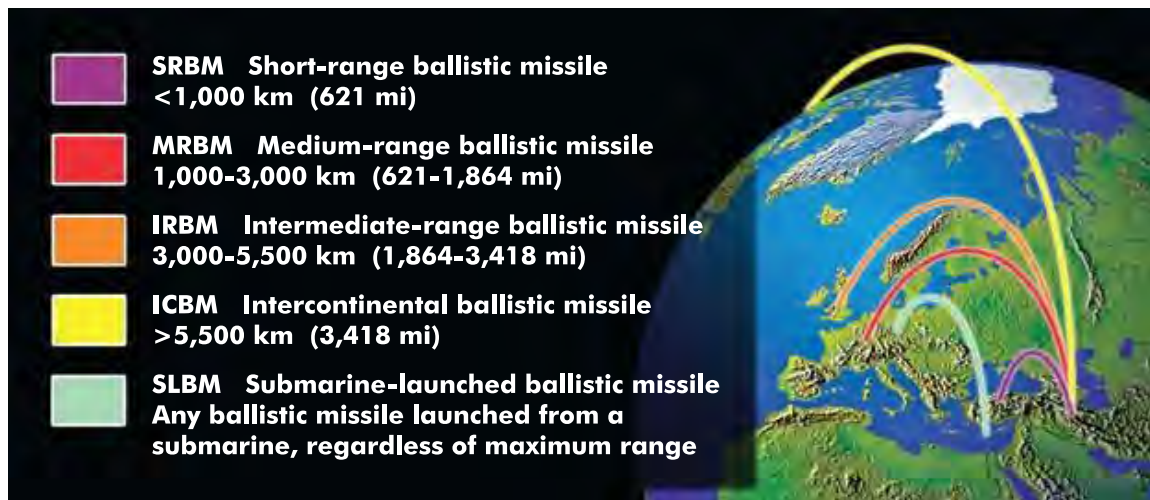 SRBM Short-range ballistic missile
<1,000 km (621 mi)
MRBM Medium-range ballistic missile
1,000-3,000 km (621-1,864 mi)
IRBM Intermediate-range ballistic missile
3,000-5,500 km (1,864-3,418 mi)
ICBM Intercontinental ballistic missile
>5,500 km (3,418 mi)
SLBM Submarine-launched ballistic missile
Any ballistic missile launched from a
submarine, regardless of maximum range